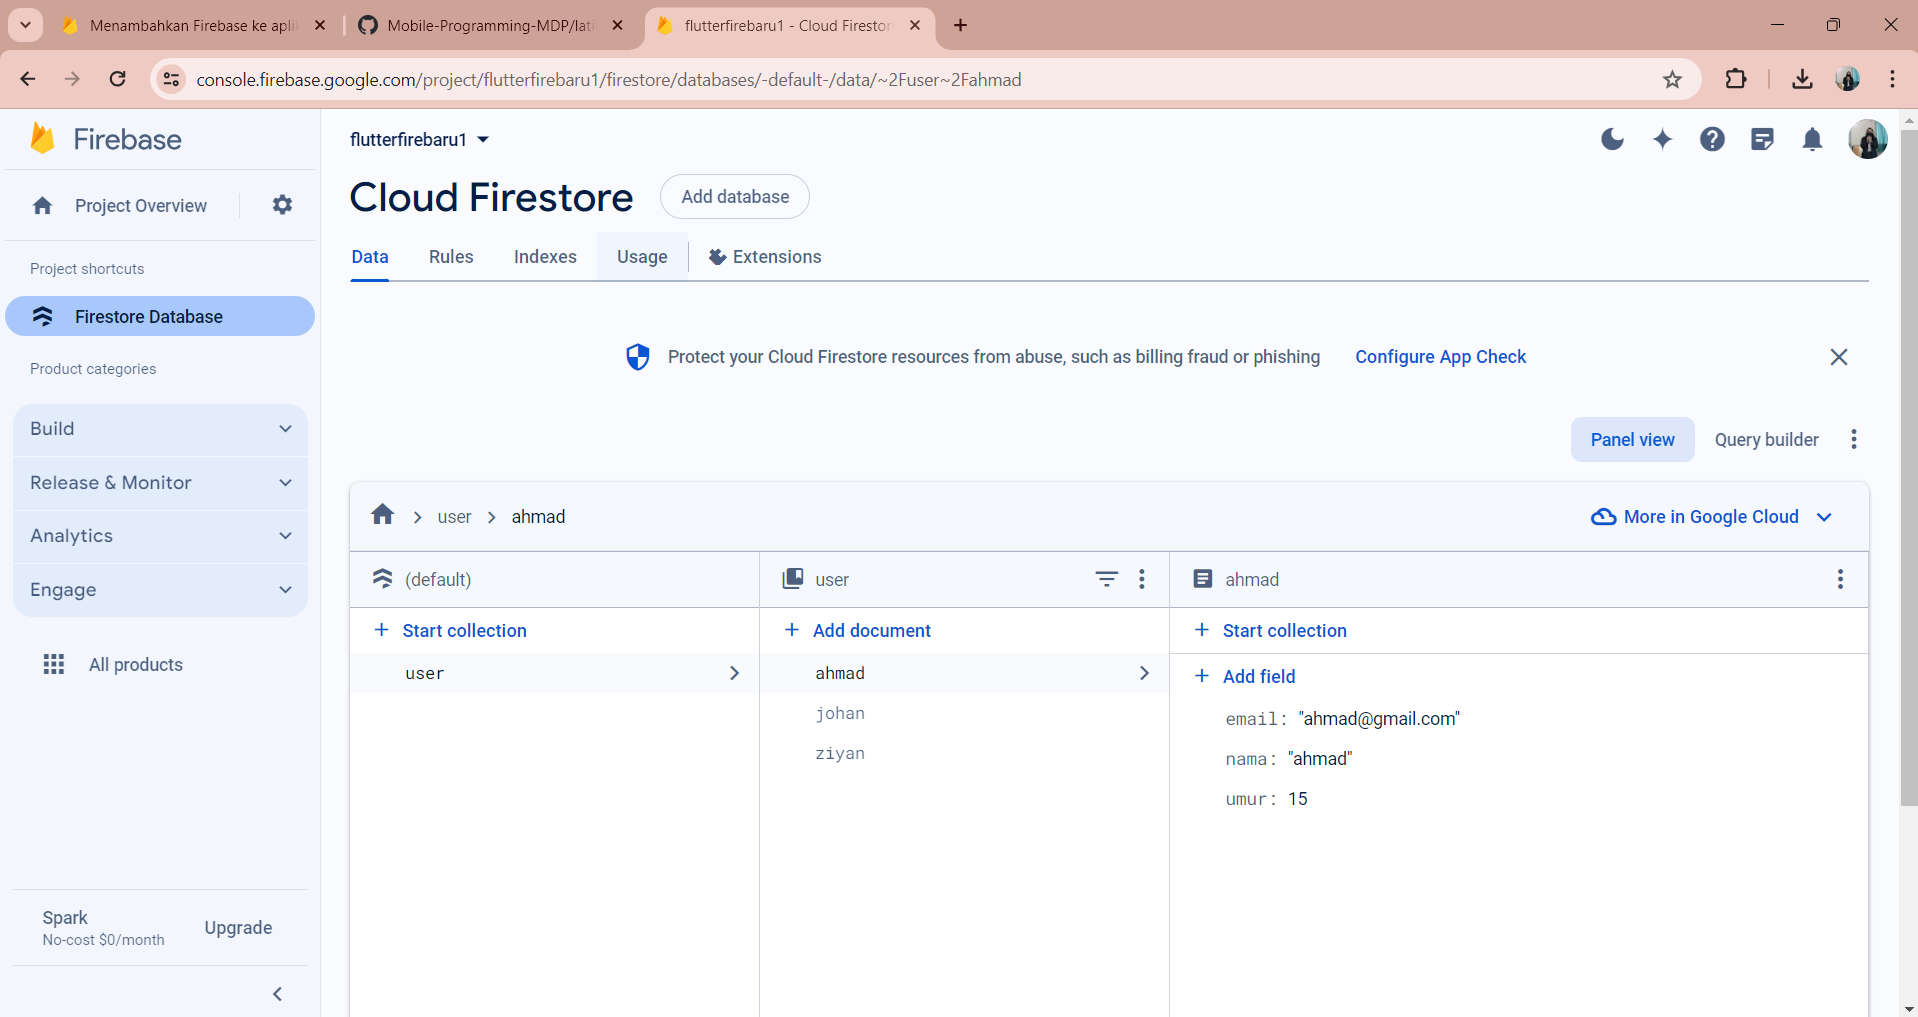 Menambahkan Firebase ke apli
Mobile-Programming-MDP/lati
flutterfirebaru1 - Cloud Firestor
console.firebase.google.com/project/flutterfirebaru1/firestore/databases/-default-/data/~2Fuser~2Fahmad
Firebase
flutterfirebaru1
Project Overview
Cloud Firestore
Add database
Data
Rules
Indexes
Usage
Extensions
Project shortcuts
Firestore Database
Product categories
Protect your Cloud Firestore resources from abuse, such as billing fraud or phishing
Configure App Check
Build
Release & Monitor
Analytics
Engage
All products
Panel view
Query builder
user
ahmad
More in Google Cloud
(default)
user
ahmad
+ Start collection
+ Add document
+ Start collection
user
ahmad
johan
ziyan
+ Add field
email: "ahmad@gmail.com"
nama: "ahmad"
umur: 15
Spark
No-cost $0/month
Upgrade